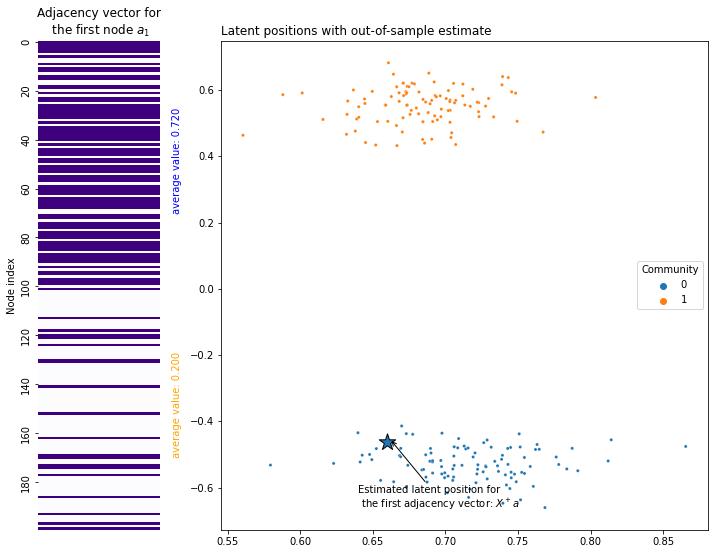 Adjacency vector for
the first node a₁
Node index
0
20
40
60
80
100
120
140
160
180
average value: 0.720
average value: 0.200
Latent positions with out-of-sample estimate
0.6
0.4
0.2
0.0
−0.2
−0.4
−0.6
0.55
0.60
0.65
0.70
0.75
0.80
0.85
Community
0
1
Estimated latent position for
the first adjacency vector: X⁺a